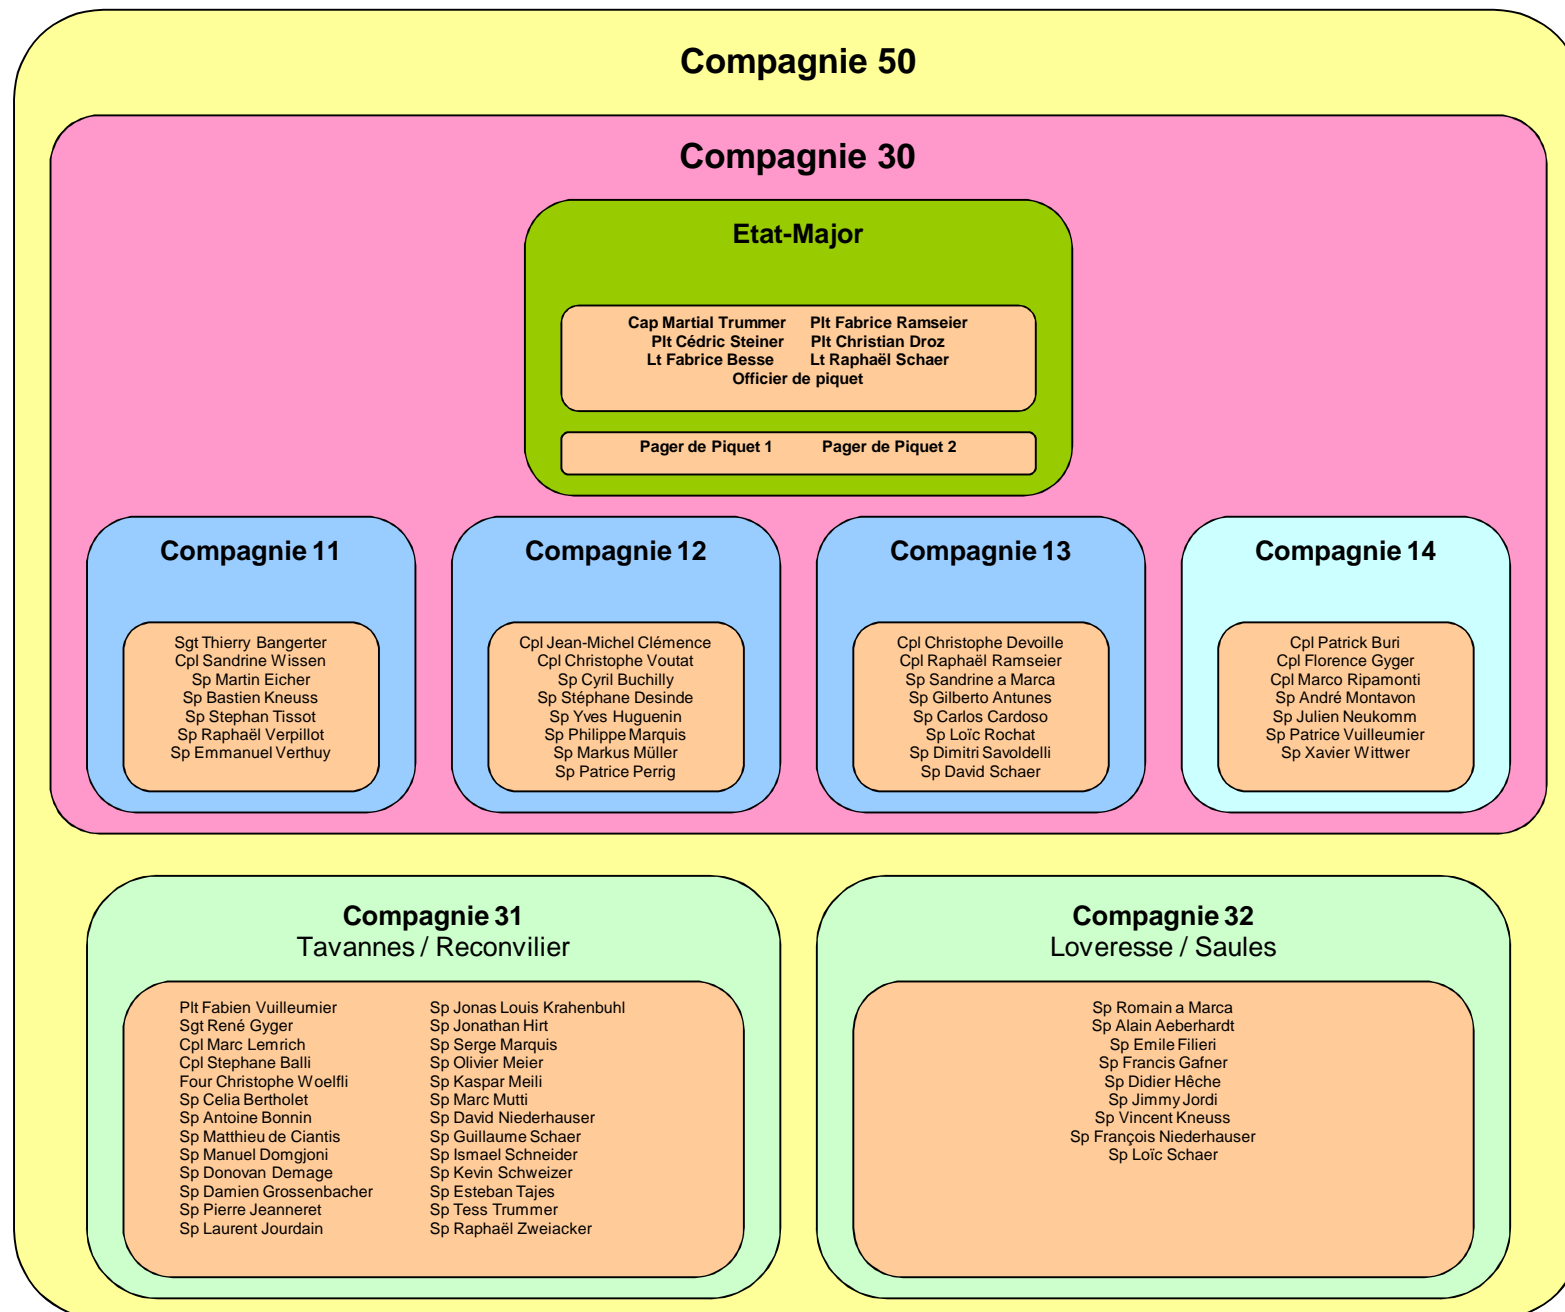 Compagnie 50
Compagnie 30
Etat-Major
Cap Martial Trummer Plt Fabrice Ramseier
Plt Cédric Steiner Plt Christian Droz
Lt Fabrice Besse Lt Raphaël Schaer
Officier de piquet
Pager de Piquet 1 Pager de Piquet 2
Compagnie 11
Sgt Thierry Bangerter
Cpl Sandrine Wissen
Sp Martin Eicher
Sp Bastien Kneuss
Sp Stephan Tissot
Sp Raphaël Verpillot
Sp Emmanuel Verthuy
Compagnie 12
Cpl Jean-Michel Clémence
Cpl Christophe Voutat
Sp Cyril Buchilly
Sp Stéphane Desinde
Sp Yves Huguenin
Sp Philippe Marquis
Sp Markus Müller
Sp Patrice Perrig
Compagnie 13
Cpl Christophe Devoille
Cpl Raphaël Ramseier
Sp Sandrine a Marca
Sp Gilberto Antunes
Sp Carlos Cardoso
Sp Loïc Rochat
Sp Dimitri Savoldelli
Sp David Schaer
Compagnie 14
Cpl Patrick Buri
Cpl Florence Gyger
Cpl Marco Ripamonti
Sp André Montavon
Sp Julien Neukomm
Sp Patrice Vuilleumier
Sp Xavier Wittwer
Compagnie 31
Tavannes / Reconvilier
Plt Fabien Vuilleumier
Sgt René Gyger
Cpl Marc Lemrich
Cpl Stephane Balli
Four Christophe Woelfli
Sp Celia Bertholet
Sp Antoine Bonnin
Sp Matthieu de Ciantis
Sp Manuel Domgjoni
Sp Donovan Demage
Sp Damien Grossenbacher
Sp Pierre Jeanneret
Sp Laurent Jourdain
Sp Jonas Louis Krahenbuhl
Sp Jonathan Hirt
Sp Serge Marquis
Sp Olivier Meier
Sp Kaspar Meili
Sp Marc Mutti
Sp David Niederhauser
Sp Guillaume Schaer
Sp Ismael Schneider
Sp Kevin Schweizer
Sp Esteban Tajes
Sp Tess Trummer
Sp Raphaël Zweiacker
Compagnie 32
Loveresse / Saules
Sp Romain a Marca
Sp Alain Aeberhardt
Sp Emile Filieri
Sp Francis Gafner
Sp Didier Hêche
Sp Jimmy Jordi
Sp Vincent Kneuss
Sp François Niederhauser
Sp Loïc Schaer